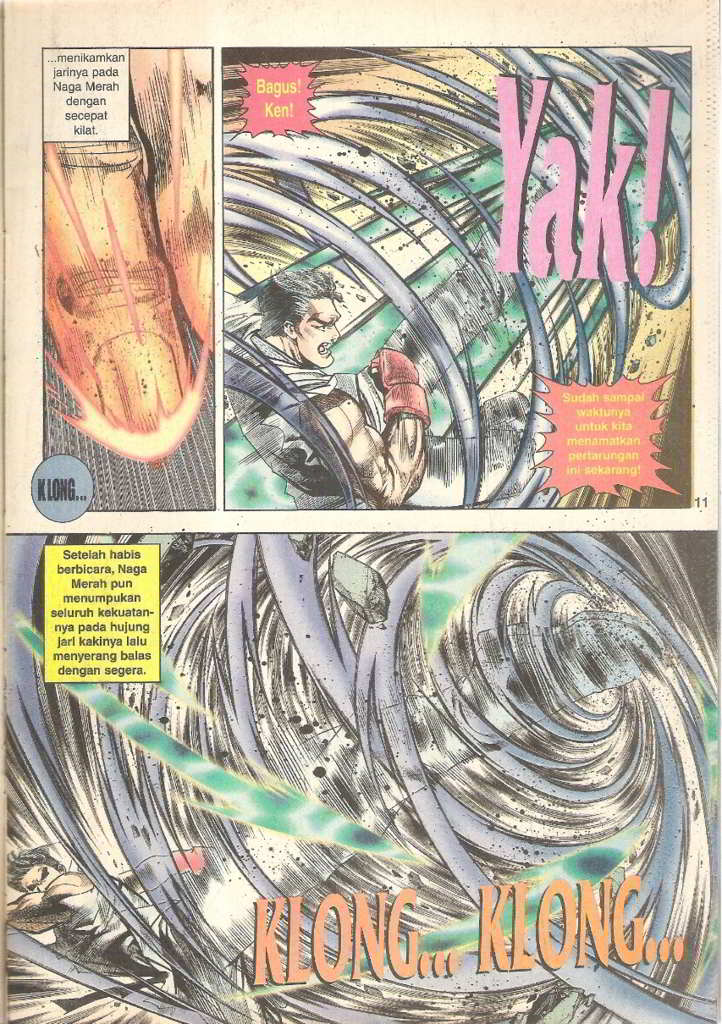 ...menikamkan
jarinya pada
Naga Merah
dengan
secepat
kilat.
KLONG...
Bagus!
Ken!
Yak!
Sudah sampai
waktunya
untuk kita
menamatkan
pertarungan
ini sekarang!
11
Setelah habis
berbicara, Naga
Merah pun
menumpukan
seluruh kekuatan-
nya pada hujung
jari kakinya lalu
menyerang balas
dengan segera.
KLONG... KLONG...